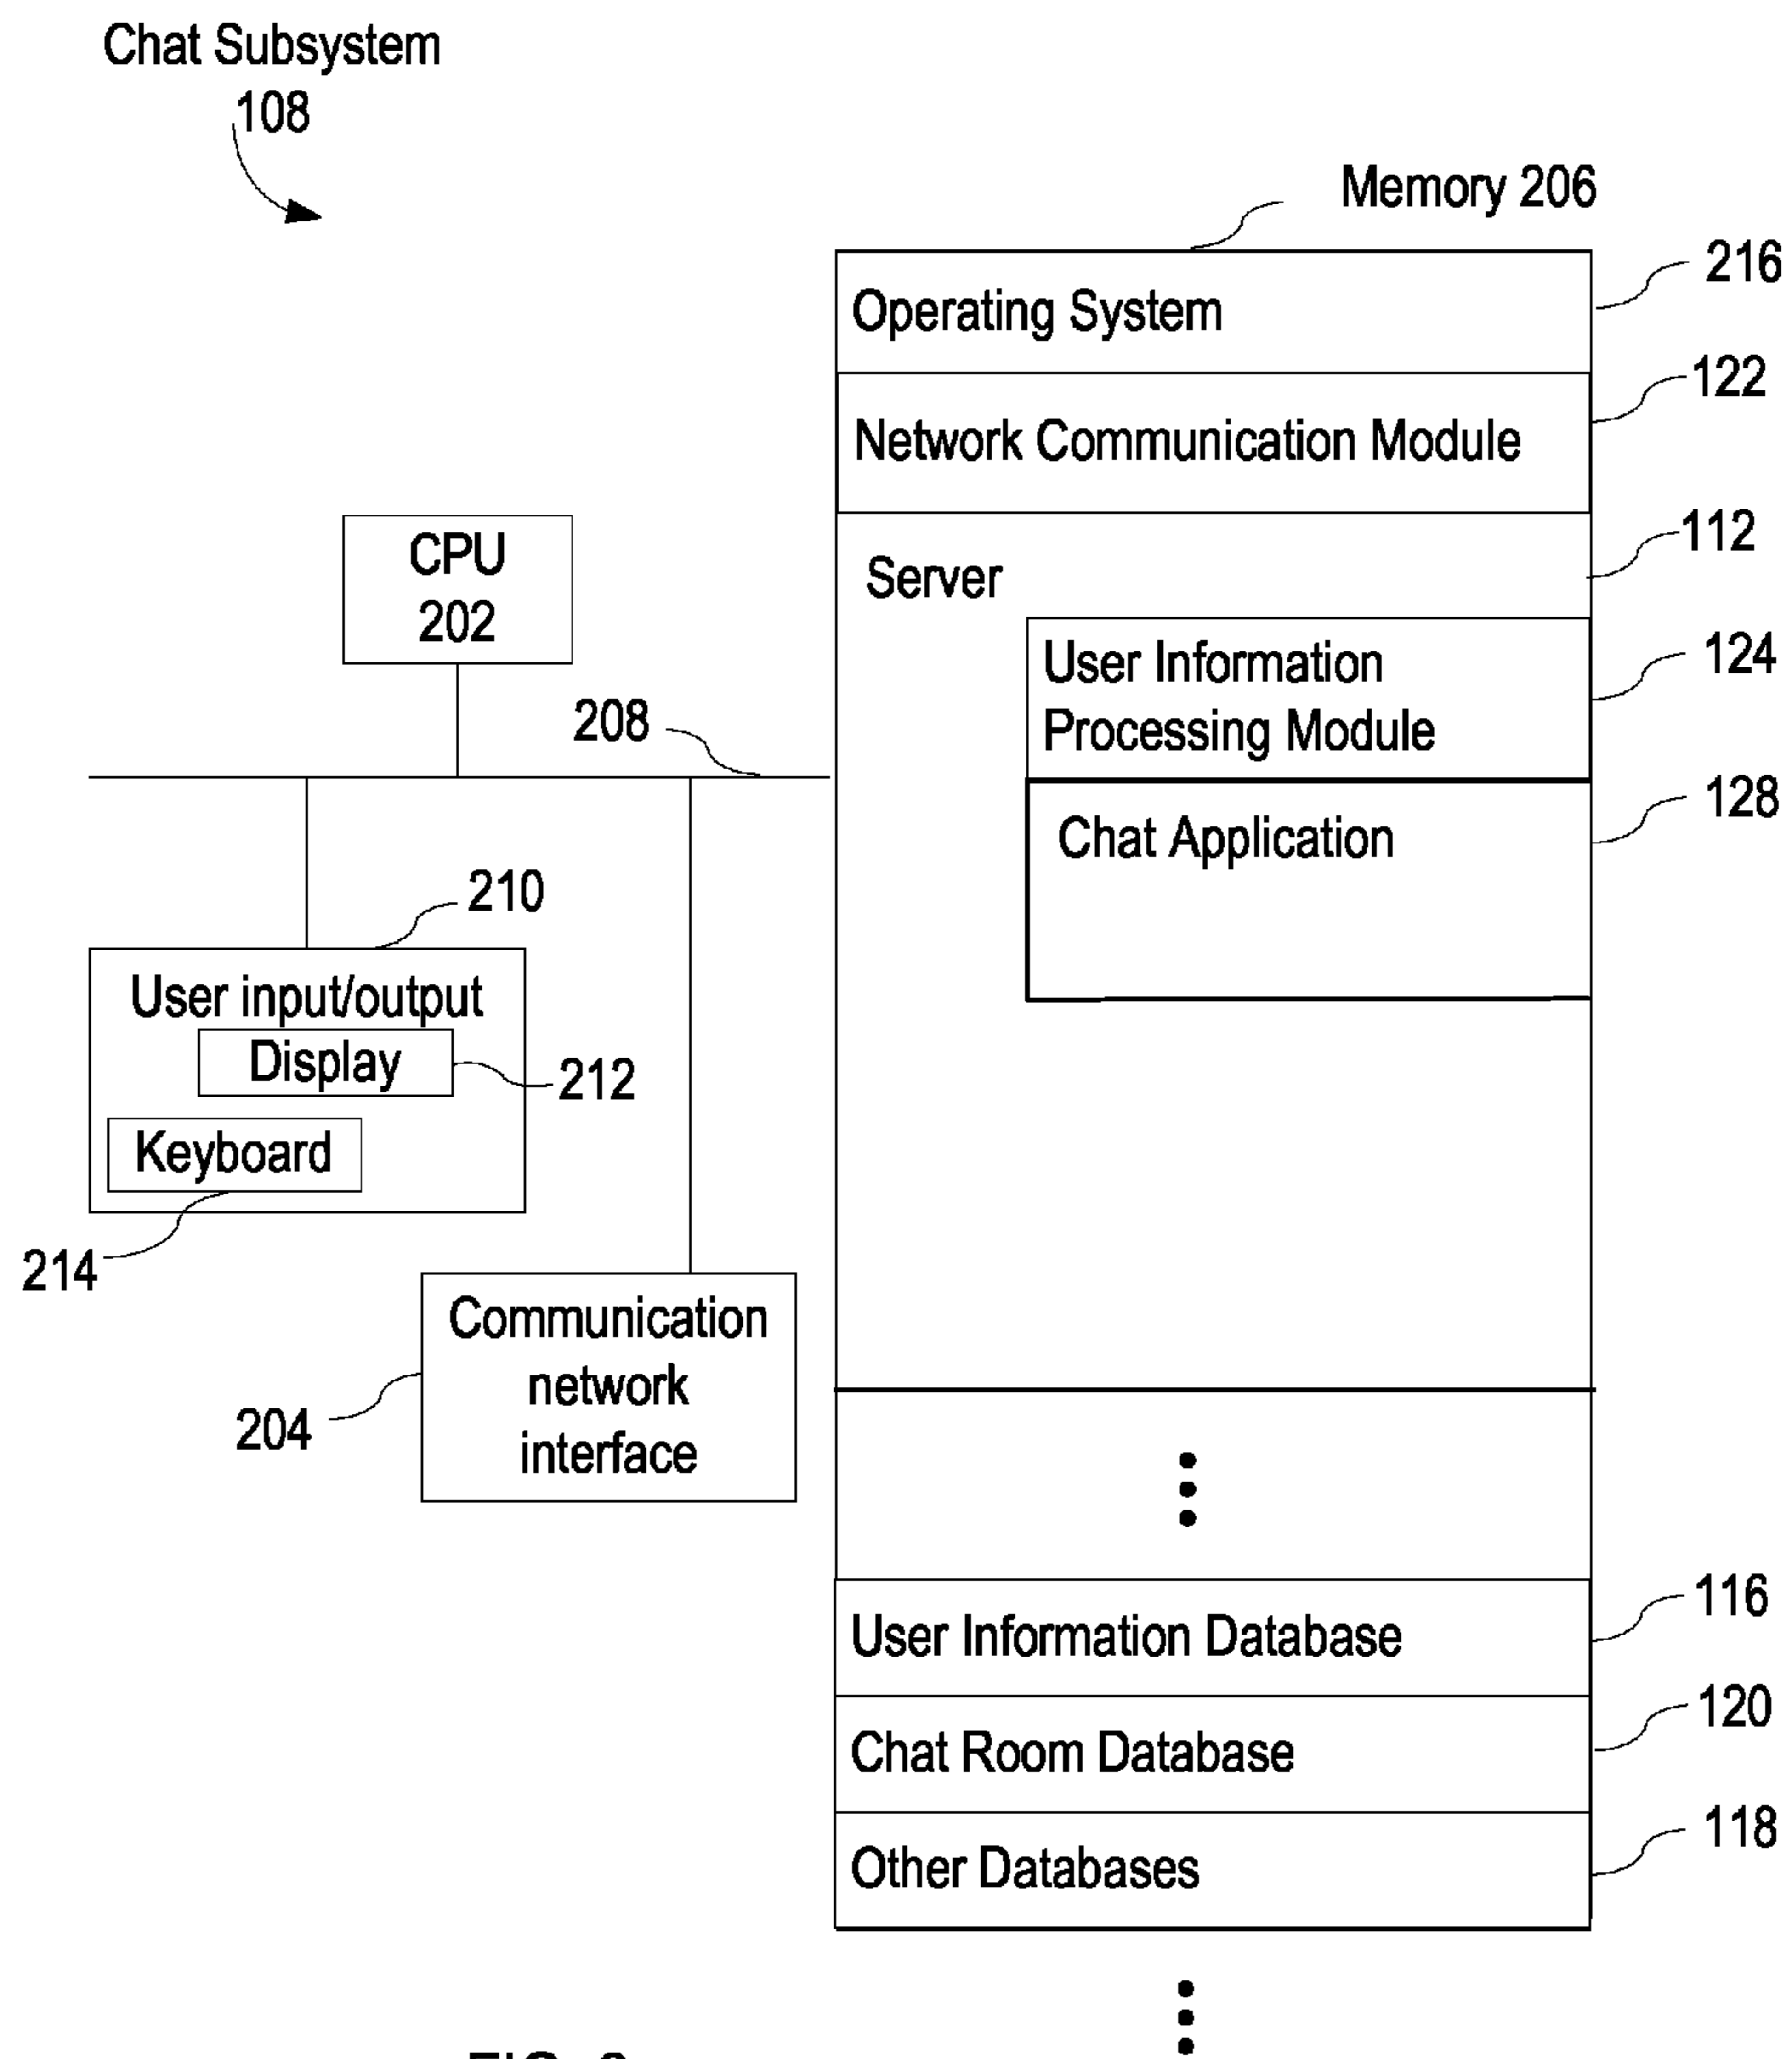 Chat Subsystem
108
Memory 206
Operating System
216
Network Communication Module
122
Server
112
User Information
Processing Module
124
Chat Application
128
CPU
202
208
210
User input/output
Display
212
Keyboard
214
Communication
network
interface
204
User Information Database
116
Chat Room Database
120
Other Databases
118